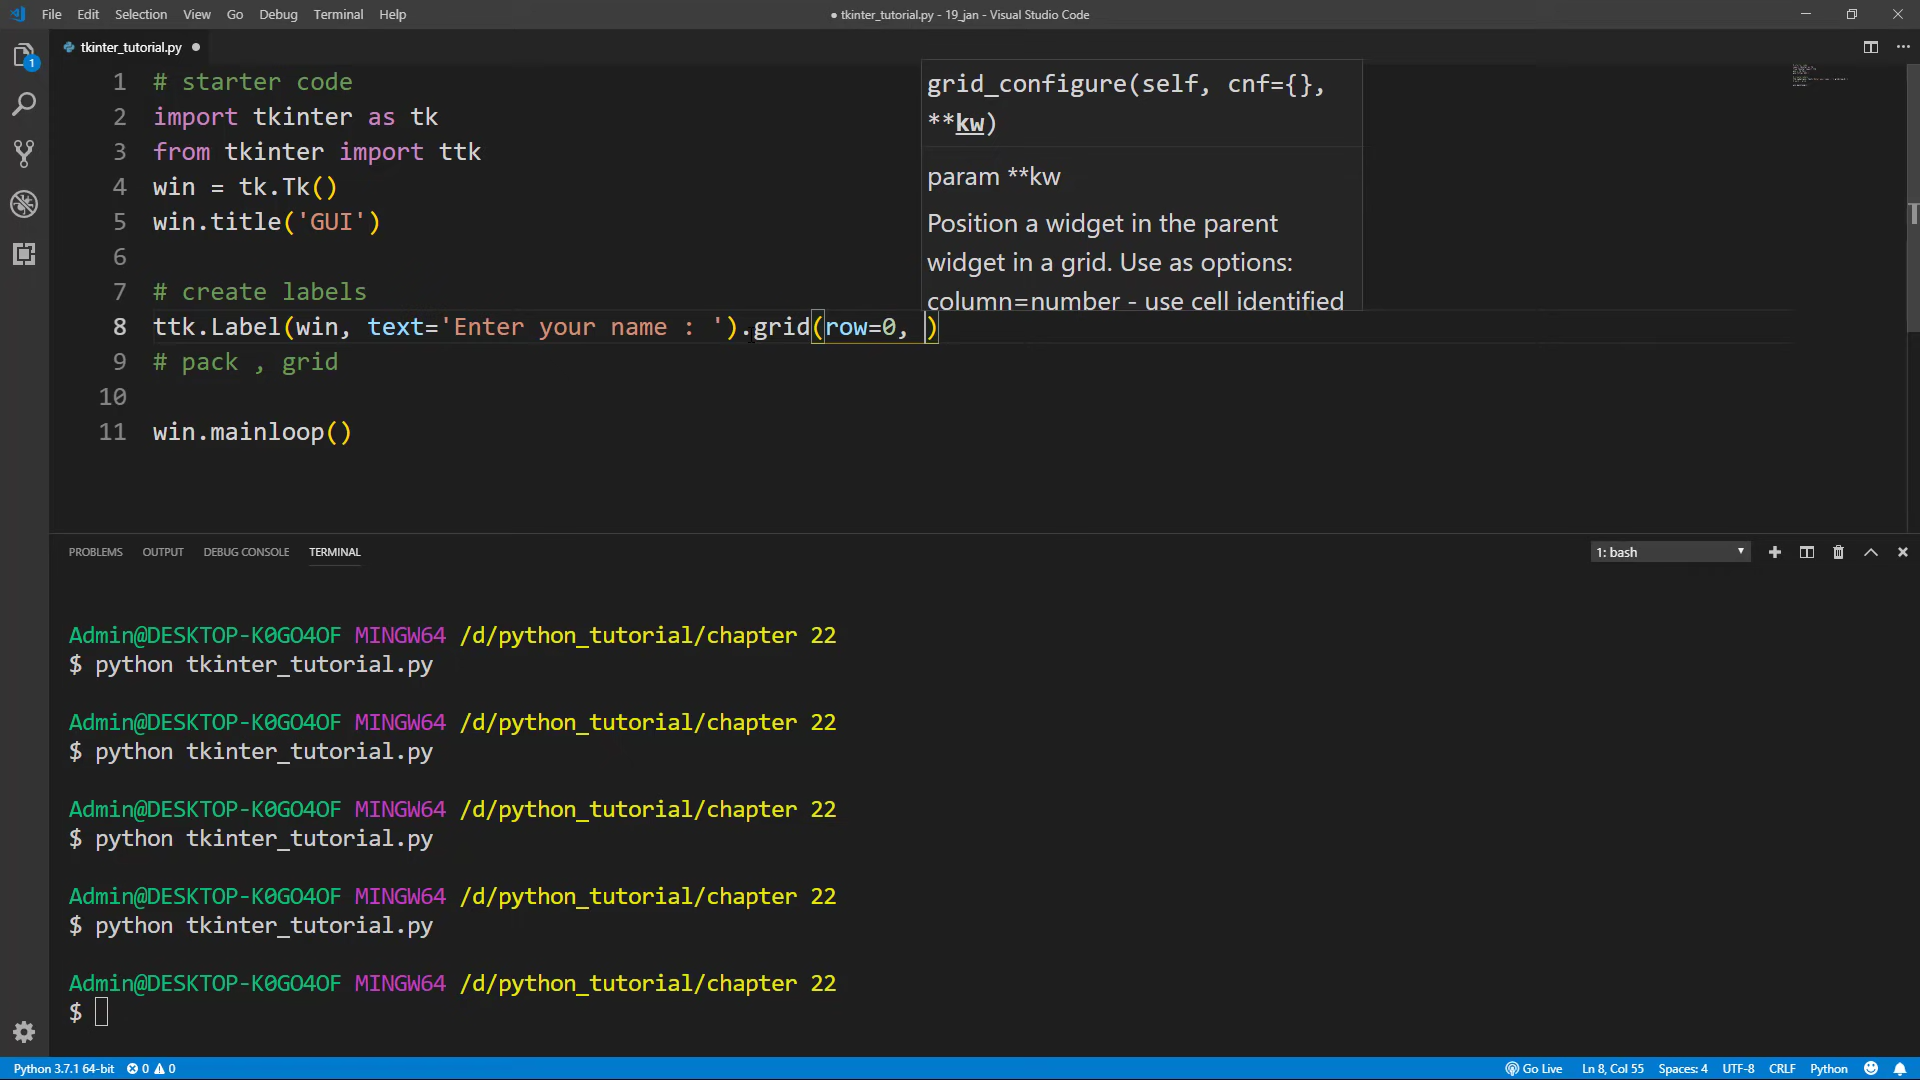 File Edit Selection View Go Debug Terminal Help
● tkinter_tutorial.py - 19_jan - Visual Studio Code
1
tkinter_tutorial.py ●
1 # starter code
2 import tkinter as tk
3 from tkinter import ttk
4 win = tk.Tk()
5 win.title('GUI')
6
7 # create labels
8 ttk.Label(win, text='Enter your name : ').grid(row=0, )
9 # pack , grid
10
11 win.mainloop()
grid_configure(self, cnf={},
**kw)
param **kw
Position a widget in the parent
widget in a grid. Use as options:
column=number - use cell identified
PROBLEMS OUTPUT DEBUG CONSOLE TERMINAL
1: bash
Admin@DESKTOP-K0GO4OF MINGW64 /d/python_tutorial/chapter 22
$ python tkinter_tutorial.py
Admin@DESKTOP-K0GO4OF MINGW64 /d/python_tutorial/chapter 22
$ python tkinter_tutorial.py
Admin@DESKTOP-K0GO4OF MINGW64 /d/python_tutorial/chapter 22
$ python tkinter_tutorial.py
Admin@DESKTOP-K0GO4OF MINGW64 /d/python_tutorial/chapter 22
$ python tkinter_tutorial.py
Admin@DESKTOP-K0GO4OF MINGW64 /d/python_tutorial/chapter 22
$
Python 3.7.1 64-bit 0 0
Go Live Ln 8, Col 55 Spaces: 4 UTF-8 CRLF Python